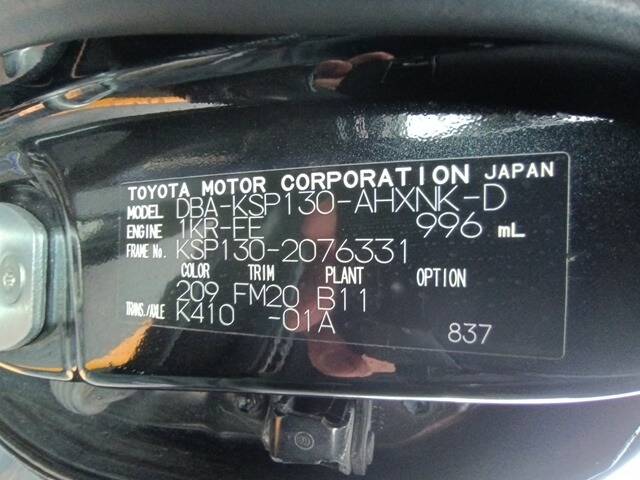 TOYOTA MOTOR CORPORATION JAPAN
MODEL DBA-KSP130-AHXNK-D
ENGINE 1KR-FE 996 mL
FRAME No. KSP130-2076331
COLOR TRIM PLANT OPTION
209 FM20 B11
TRANS./AXLE K410 -01A
837